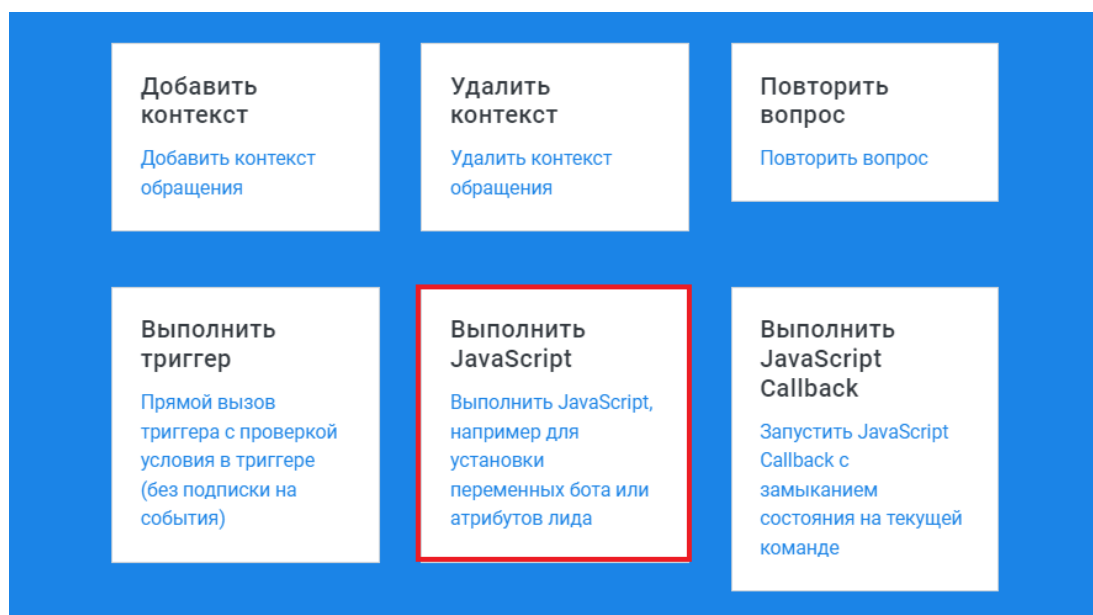 Добавить
контекст
Добавить контекст
обращения
Удалить
контекст
Удалить контекст
обращения
Повторить
вопрос
Повторить вопрос
Выполнить
триггер
Прямой вызов
триггера с проверкой
условия в триггере
(без подписки на
события)
Выполнить
JavaScript
Выполнить JavaScript,
например для
установки
переменных бота или
атрибутов лида
Выполнить
JavaScript
Callback
Запустить JavaScript
Callback с
замыканием
состояния на текущей
команде